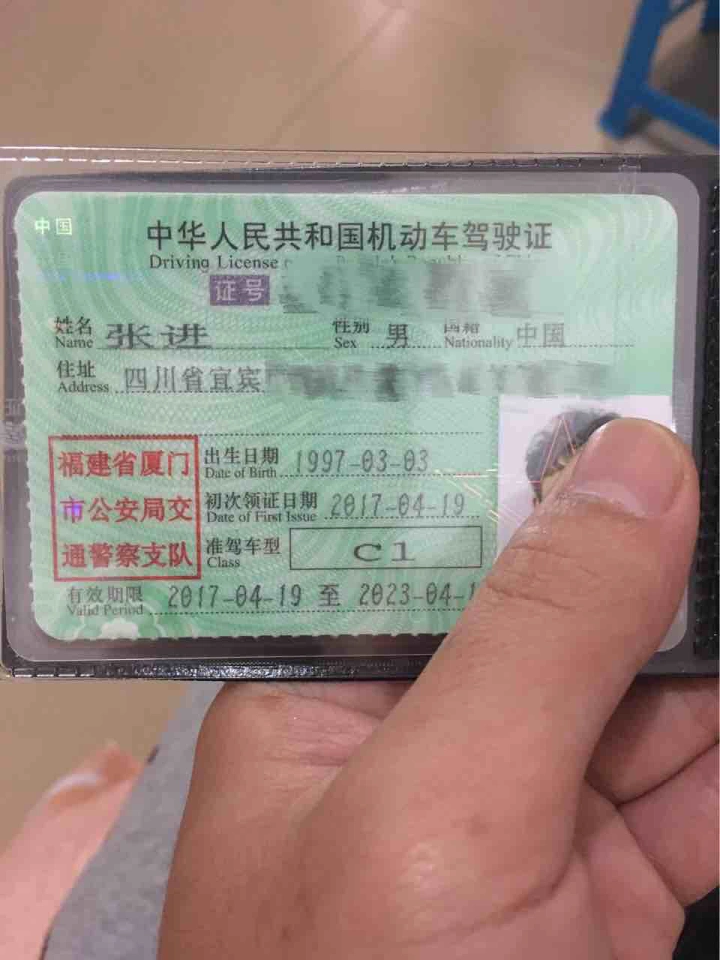 中国
中华人民共和国机动车驾驶证
Driving License
证号
姓名 张进 性别 男 国籍 中国
Name Sex Nationality
住址 四川省宜宾
Address
福建省厦门
市公安局交
通警察支队
出生日期 1997-03-03
Date of Birth
初次领证日期 2017-04-19
Date of First Issue
准驾车型 C1
Class
有效期限 2017-04-19 至 2023-04-1
Valid Period